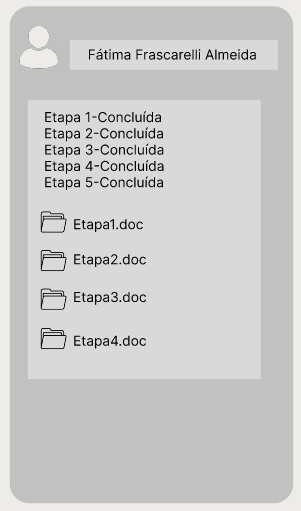 Fátima Frascarelli Almeida
Etapa 1-Concluída
Etapa 2-Concluída
Etapa 3-Concluída
Etapa 4-Concluída
Etapa 5-Concluída
Etapa1.doc
Etapa2.doc
Etapa3.doc
Etapa4.doc